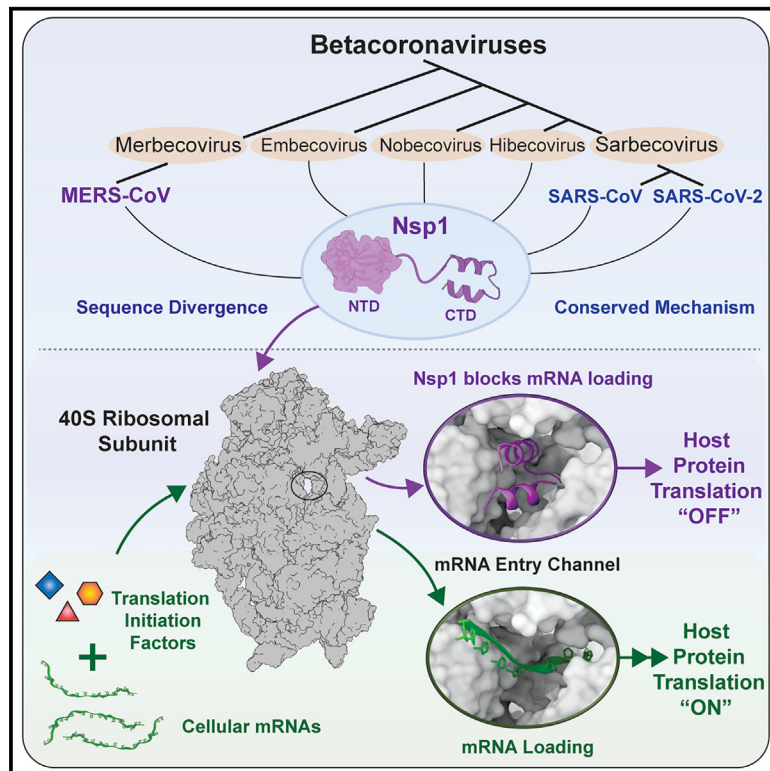 Betacoronaviruses
Merbecovirus
Embecovirus
Nobecovirus
Hibecovirus
Sarbecovirus
MERS-CoV
SARS-CoV
SARS-CoV-2
Nsp1
NTD
CTD
Sequence Divergence
Conserved Mechanism
40S Ribosomal
Subunit
Nsp1 blocks mRNA loading
Host
Protein
Translation
“OFF”
mRNA Entry Channel
Translation
Initiation
Factors
+
Cellular mRNAs
mRNA Loading
Host
Protein
Translation
“ON”